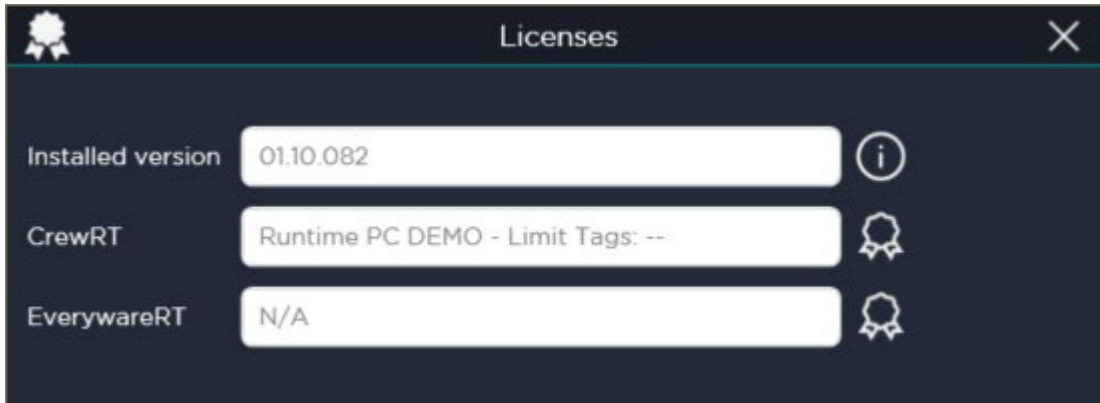 Licenses
Installed version 01.10.082
CrewRT Runtime PC DEMO - Limit Tags: --
EverywareRT N/A